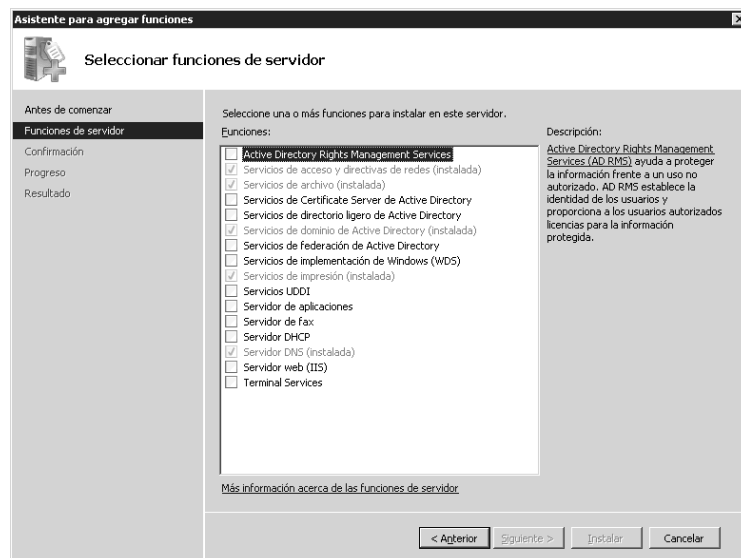 Asistente para agregar funciones
Seleccionar funciones de servidor
Antes de comenzar
Funciones de servidor
Confirmación
Progreso
Resultado
Seleccione una o más funciones para instalar en este servidor.
Funciones:
Active Directory Rights Management Services
Servicios de acceso y directivas de redes (instalada)
Servicios de archivo (instalada)
Servicios de Certificate Server de Active Directory
Servicios de directorio ligero de Active Directory
Servicios de dominio de Active Directory (instalada)
Servicios de federación de Active Directory
Servicios de implementación de Windows (WDS)
Servicios de impresión (instalada)
Servicios UDDI
Servidor de aplicaciones
Servidor de fax
Servidor DHCP
Servidor DNS (instalada)
Servidor web (IIS)
Terminal Services
Más información acerca de las funciones de servidor
Descripción:
Active Directory Rights Management
Services (AD RMS) ayuda a proteger
la información frente a un uso no
autorizado. AD RMS establece la
identidad de los usuarios y
proporciona a los usuarios autorizados
licencias para la información
protegida.
< Anterior
Siguiente >
Instalar
Cancelar